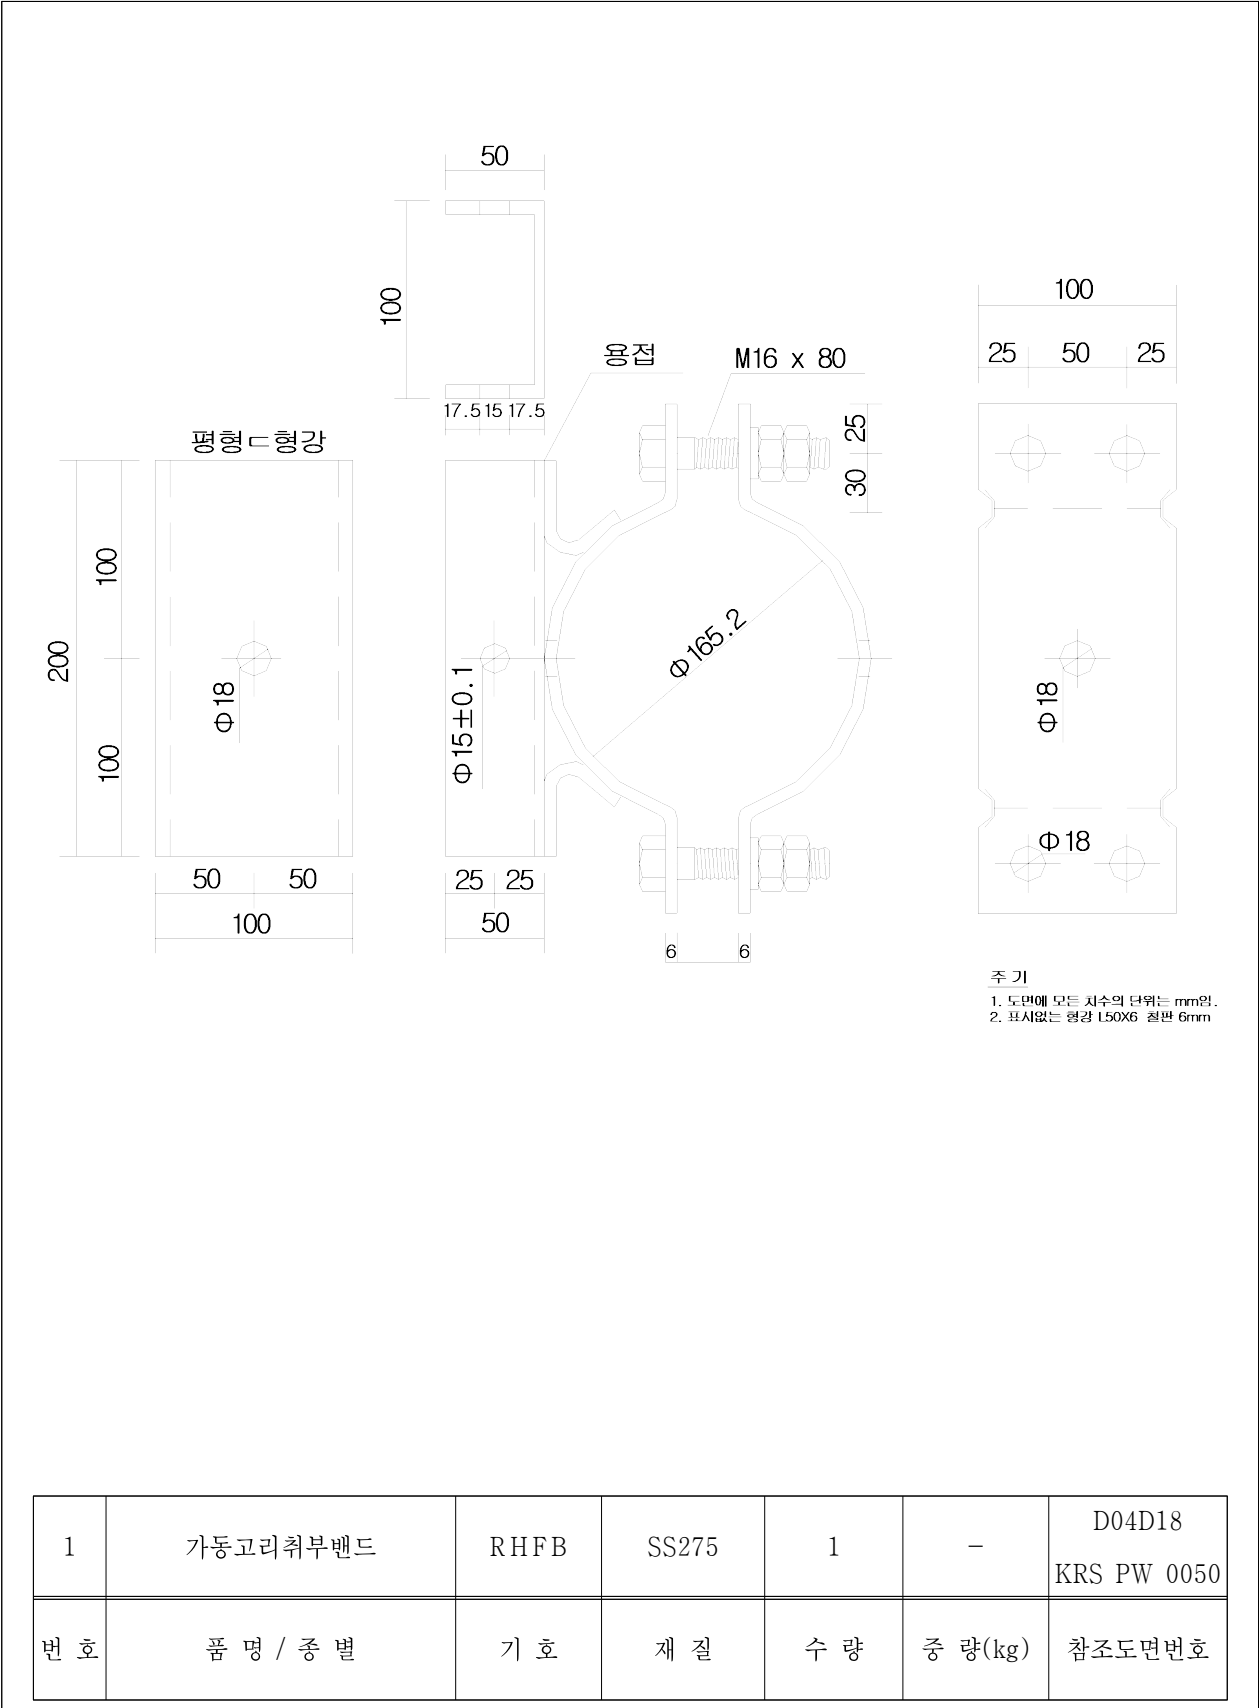 50
100
17.5 15 17.5
용접
M16 x 80
25
30
100
25 50 25
평형ㄷ형강
100
200
100
Φ18
50 50
100
Φ15±0.1
25 25
50
Φ165.2
6 6
Φ18
Φ18
주 기
1. 도면에 모든 치수의 단위는 mm임.
2. 표시없는 형강 L50X6 철판 6mm
1 가동고리취부밴드 RHFB SS275 1 - D04D18
KRS PW 0050
번 호 품 명 / 종 별 기 호 재 질 수 량 중 량(kg) 참조도면번호